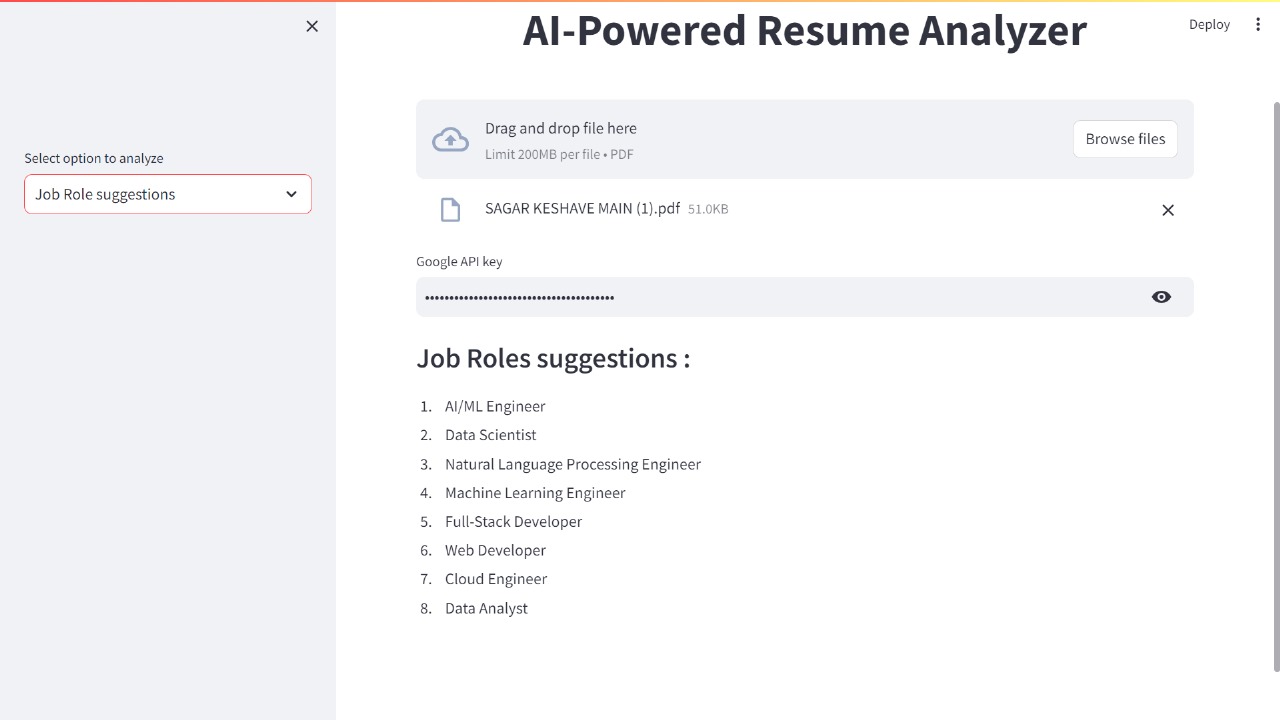 AI-Powered Resume Analyzer
Deploy
Select option to analyze
Job Role suggestions
Drag and drop file here
Limit 200MB per file • PDF
Browse files
SAGAR KESHAVE MAIN (1).pdf 51.0KB
Google API key
Job Roles suggestions :
1. AI/ML Engineer
2. Data Scientist
3. Natural Language Processing Engineer
4. Machine Learning Engineer
5. Full-Stack Developer
6. Web Developer
7. Cloud Engineer
8. Data Analyst